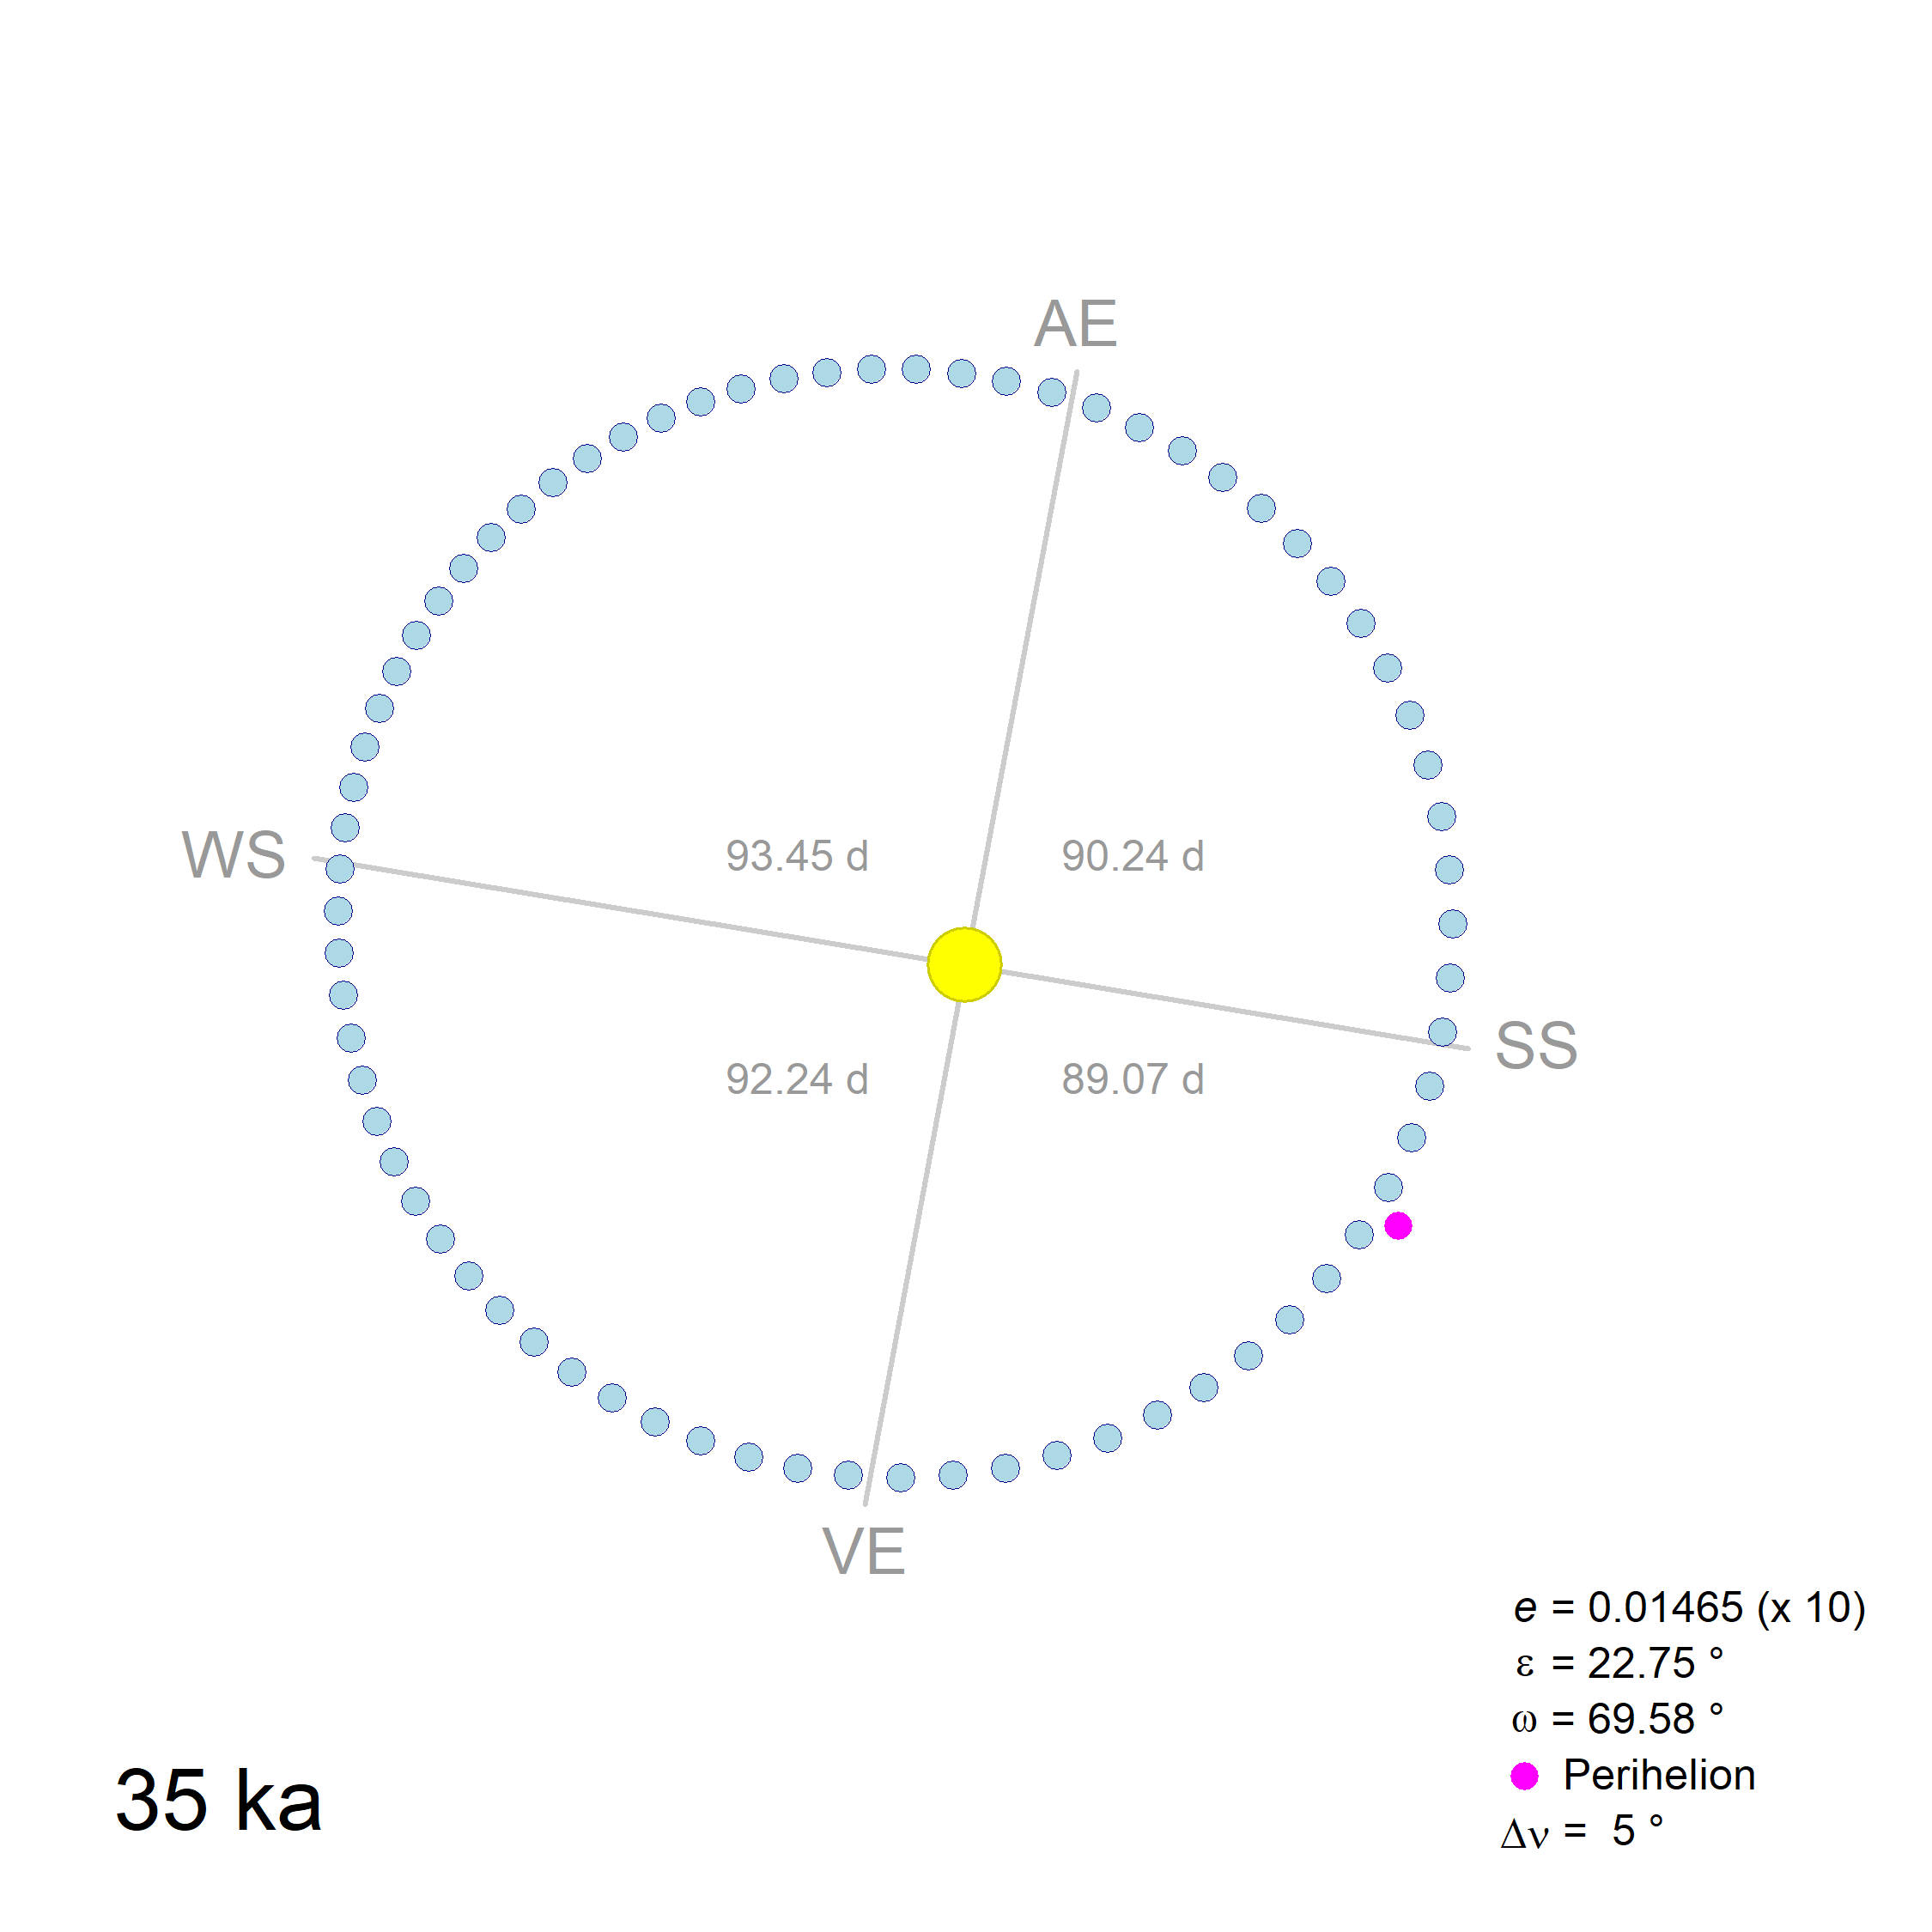 AE
WS
93.45 d
90.24 d
SS
92.24 d
89.07 d
VE
e = 0.01465 (x 10)
ε = 22.75 °
ω = 69.58 °
Perihelion
Δν = 5 °
35 ka